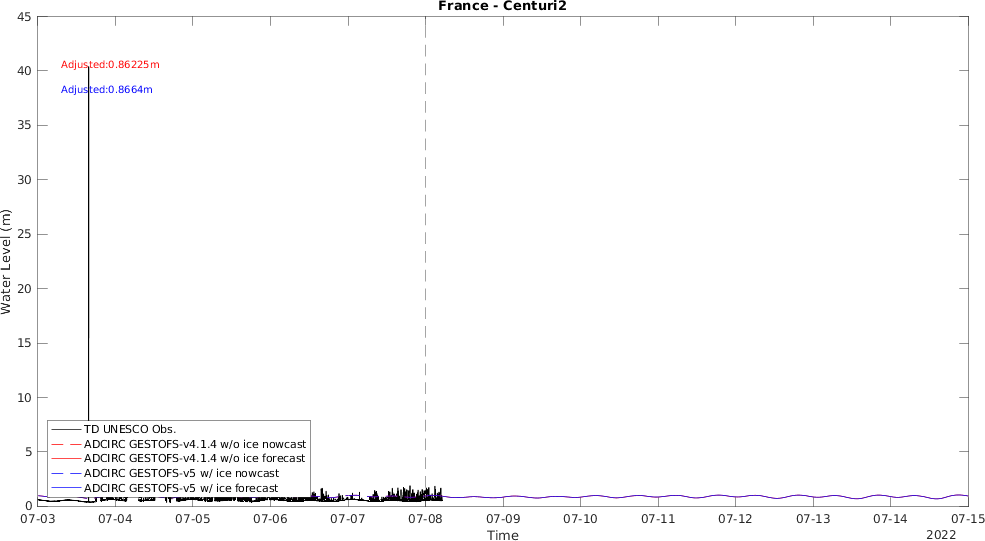 France - Centuri2
45
40
35
30
25
20
15
10
5
0
Water Level (m)
Adjusted:0.86225m
Adjusted:0.8664m
TD UNESCO Obs.
ADCIRC GESTOFS-v4.1.4 w/o ice nowcast
ADCIRC GESTOFS-v4.1.4 w/o ice forecast
ADCIRC GESTOFS-v5 w/ ice nowcast
ADCIRC GESTOFS-v5 w/ ice forecast
07-03 07-04 07-05 07-06 07-07 07-08 07-09 07-10 07-11 07-12 07-13 07-14 07-15
Time
2022